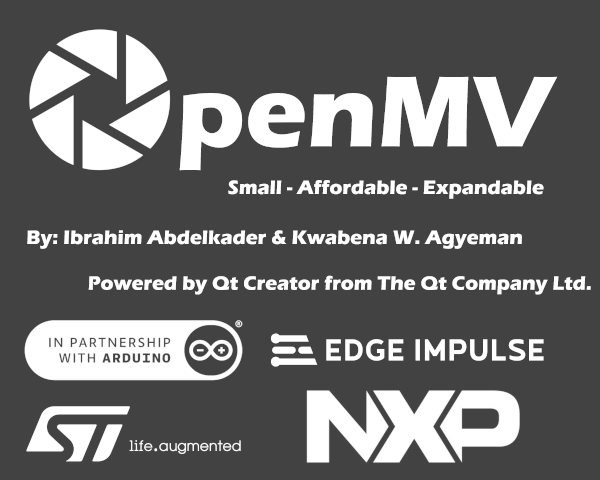 OpenMV
Small - Affordable - Expandable
By: Ibrahim Abdelkader & Kwabena W. Agyeman
Powered by Qt Creator from The Qt Company Ltd.
IN PARTNERSHIP
WITH ARDUINO
®
EDGE IMPULSE
ST life.augmented
NXP